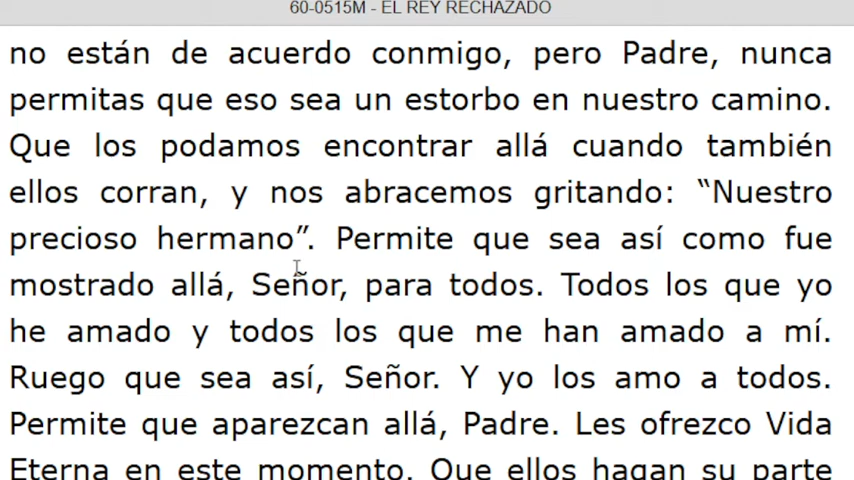 60-0515M - EL REY RECHAZADO
no están de acuerdo conmigo, pero Padre, nunca
permitas que eso sea un estorbo en nuestro camino.
Que los podamos encontrar allá cuando también
ellos corran, y nos abracemos gritando: “Nuestro
precioso hermano”. Permite que sea así como fue
mostrado allá, Señor, para todos. Todos los que yo
he amado y todos los que me han amado a mí.
Ruego que sea así, Señor. Y yo los amo a todos.
Permite que aparezcan allá, Padre. Les ofrezco Vida
Eterna en este momento. Que ellos hagan su parte